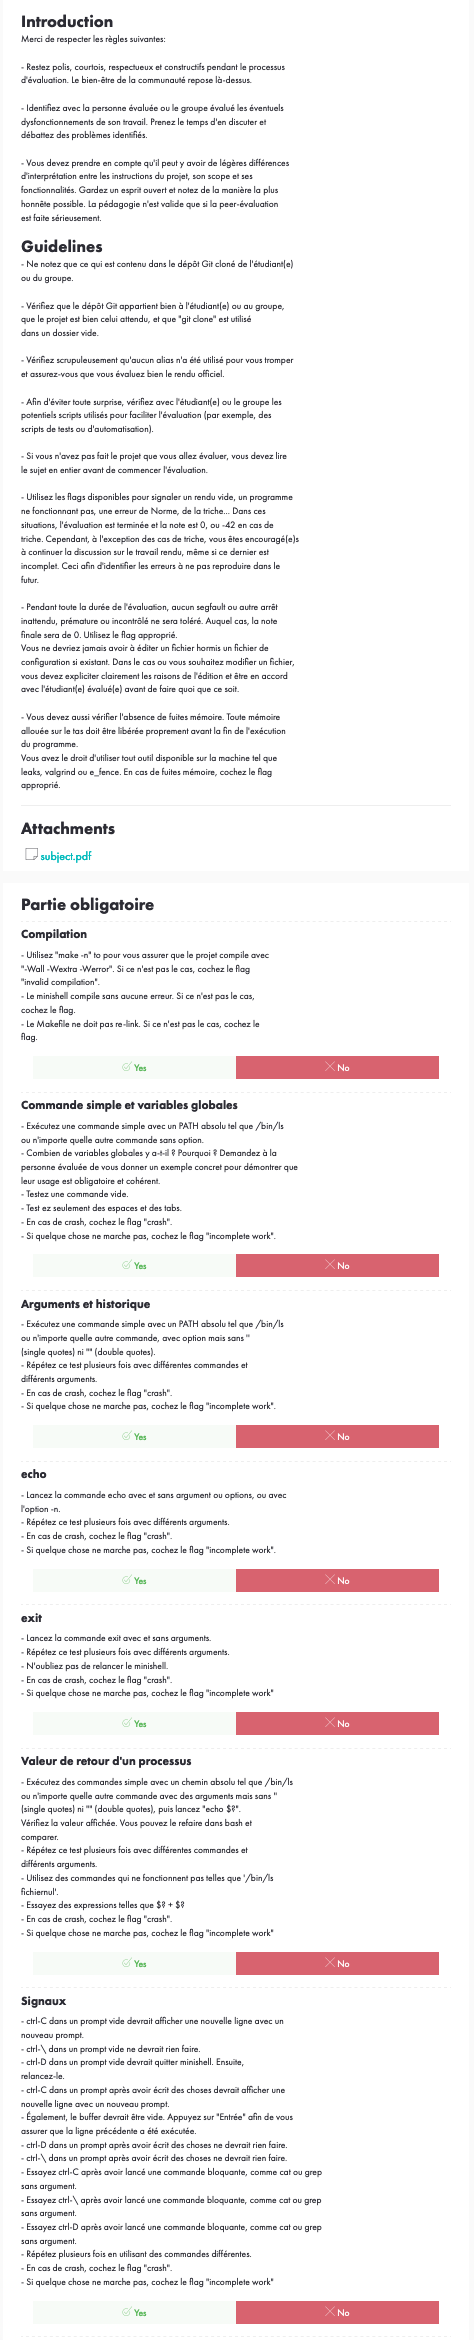 Introduction
Merci de respecter les règles suivantes:
- Restez polis, courtois, respectueux et constructifs pendant le processus
d'évaluation. Le bien-être de la communauté repose là-dessus.
- Identifiez avec la personne évaluée ou le groupe évalué les éventuels
dysfonctionnements de son travail. Prenez le temps d'en discuter et
débattez des problèmes identifiés.
- Vous devez prendre en compte qu'il peut y avoir de légères différences
d'interprétation entre les instructions du projet, son scope et ses
fonctionnalités. Gardez un esprit ouvert et notez de la manière la plus
honnête possible. La pédagogie n'est valide que si la peer-évaluation
est faite sérieusement.
Guidelines
- Ne notez que ce qui est contenu dans le dépôt Git cloné de l'étudiant(e)
ou du groupe.
- Vérifiez que le dépôt Git appartient bien à l'étudiant(e) ou au groupe,
que le projet est bien celui attendu, et que "git clone" est utilisé
dans un dossier vide.
- Vérifiez scrupuleusement qu'aucun alias n'a été utilisé pour vous tromper
et assurez-vous que vous évaluez bien le rendu officiel.
- Afin d'éviter toute surprise, vérifiez avec l'étudiant(e) ou le groupe les
potentiels scripts utilisés pour faciliter l'évaluation (par exemple, des
scripts de tests ou d'automatisation).
- Si vous n'avez pas fait le projet que vous allez évaluer, vous devez lire
le sujet en entier avant de commencer l'évaluation.
- Utilisez les flags disponibles pour signaler un rendu vide, un programme
ne fonctionnant pas, une erreur de Norme, de la triche... Dans ces
situations, l'évaluation est terminée et la note est 0, ou -42 en cas de
triche. Cependant, à l'exception des cas de triche, vous êtes encouragé(e)s
à continuer la discussion sur le travail rendu, même si ce dernier est
incomplet. Ceci afin d'identifier les erreurs à ne pas reproduire dans le
futur.
- Pendant toute la durée de l'évaluation, aucun segfault ou autre arrêt
inattendu, prématuré ou incontrôlé ne sera toléré. Auquel cas, la note
finale sera de 0. Utilisez le flag approprié.
Vous ne devriez jamais avoir à éditer un fichier hormis un fichier de
configuration si existant. Dans le cas ou vous souhaitez modifier un fichier,
vous devez expliciter clairement les raisons de l'édition et être en accord
avec l'étudiant(e) évalué(e) avant de faire quoi que ce soit.
- Vous devez aussi vérifier l'absence de fuites mémoire. Toute mémoire
allouée sur le tas doit être libérée proprement avant la fin de l'exécution
du programme.
Vous avez le droit d'utiliser tout outil disponible sur la machine tel que
leaks, valgrind ou e_fence. En cas de fuites mémoire, cochez le flag
approprié.
Attachments
subject.pdf
Partie obligatoire
Compilation
- Utilisez "make -n" to pour vous assurer que le projet compile avec
"-Wall -Wextra -Werror". Si ce n'est pas le cas, cochez le flag
"invalid compilation".
- Le minishell compile sans aucune erreur. Si ce n'est pas le cas,
cochez le flag.
- Le Makefile ne doit pas re-link. Si ce n'est pas le cas, cochez le
flag.
Yes
No
Commande simple et variables globales
- Exécutez une commande simple avec un PATH absolu tel que /bin/ls
ou n'importe quelle autre commande sans option.
- Combien de variables globales y a-t-il ? Pourquoi ? Demandez à la
personne évaluée de vous donner un exemple concret pour démontrer que
leur usage est obligatoire et cohérent.
- Testez une commande vide.
- Test ez seulement des espaces et des tabs.
- En cas de crash, cochez le flag "crash".
- Si quelque chose ne marche pas, cochez le flag "incomplete work".
Yes
No
Arguments et historique
- Exécutez une commande simple avec un PATH absolu tel que /bin/ls
ou n'importe quelle autre commande, avec option mais sans ''
(single quotes) ni "" (double quotes).
- Répétez ce test plusieurs fois avec différentes commandes et
différents arguments.
- En cas de crash, cochez le flag "crash".
- Si quelque chose ne marche pas, cochez le flag "incomplete work".
Yes
No
echo
- Lancez la commande echo avec et sans argument ou options, ou avec
l'option -n.
- Répétez ce test plusieurs fois avec différents arguments.
- En cas de crash, cochez le flag "crash".
- Si quelque chose ne marche pas, cochez le flag "incomplete work".
Yes
No
exit
- Lancez la commande exit avec et sans arguments.
- Répétez ce test plusieurs fois avec différents arguments.
- N'oubliez pas de relancer le minishell.
- En cas de crash, cochez le flag "crash".
- Si quelque chose ne marche pas, cochez le flag "incomplete work"
Yes
No
Valeur de retour d'un processus
- Exécutez des commandes simple avec un chemin absolu tel que /bin/ls
ou n'importe quelle autre commande avec des arguments mais sans ''
(single quotes) ni "" (double quotes), puis lancez "echo $?".
Vérifiez la valeur affichée. Vous pouvez le refaire dans bash et
comparer.
- Répétez ce test plusieurs fois avec différentes commandes et
différents arguments.
- Utilisez des commandes qui ne fonctionnent pas telles que '/bin/ls
fichiernul'.
- Essayez des expressions telles que $? + $?
- En cas de crash, cochez le flag "crash".
- Si quelque chose ne marche pas, cochez le flag "incomplete work"
Yes
No
Signaux
- ctrl-C dans un prompt vide devrait afficher une nouvelle ligne avec un
nouveau prompt.
- ctrl-\ dans un prompt vide ne devrait rien faire.
- ctrl-D dans un prompt vide devrait quitter minishell. Ensuite,
relancez-le.
- ctrl-C dans un prompt après avoir écrit des choses devrait afficher une
nouvelle ligne avec un nouveau prompt.
- Également, le buffer devrait être vide. Appuyez sur "Entrée" afin de vous
assurer que la ligne précédente a été exécutée.
- ctrl-D dans un prompt après avoir écrit des choses ne devrait rien faire.
- ctrl-\ dans un prompt après avoir écrit des choses ne devrait rien faire.
- Essayez ctrl-C après avoir lancé une commande bloquante, comme cat ou grep
sans argument.
- Essayez ctrl-\ après avoir lancé une commande bloquante, comme cat ou grep
sans argument.
- Essayez ctrl-D après avoir lancé une commande bloquante, comme cat ou grep
sans argument.
- Répétez plusieurs fois en utilisant des commandes différentes.
- En cas de crash, cochez le flag "crash".
- Si quelque chose ne marche pas, cochez le flag "incomplete work"
Yes
No